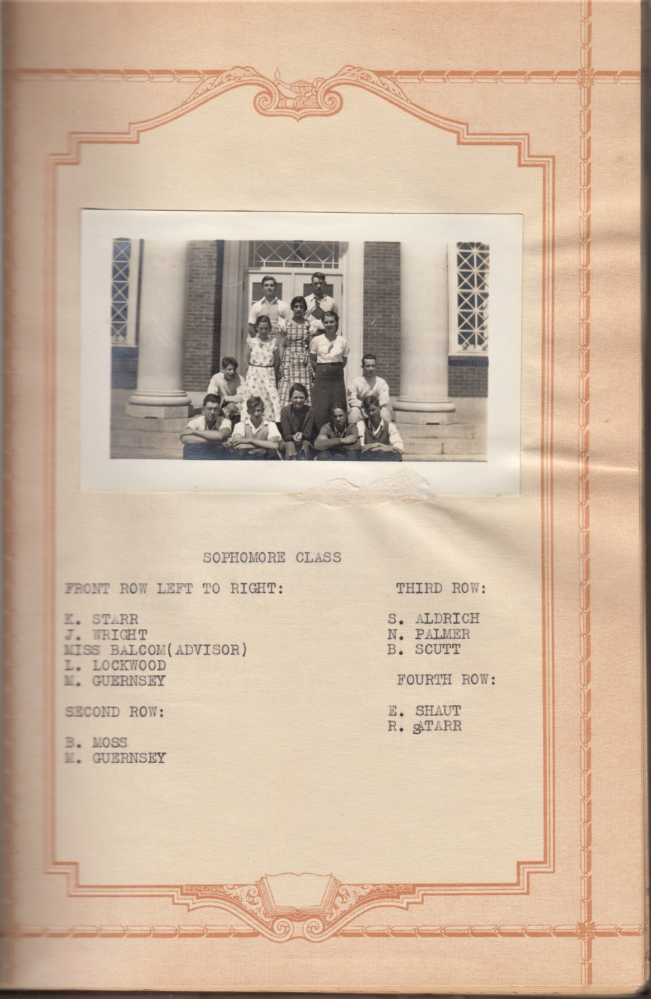 SOPHOMORE CLASS
FRONT ROW LEFT TO RIGHT:
K. STARR
J. WRIGHT
MISS BALCOM(ADVISOR)
L. LOCKWOOD
M. GUERNSEY
SECOND ROW:
B. MOSS
M. GUERNSEY
THIRD ROW:
S. ALDRICH
N. PALMER
B. SCUTT
FOURTH ROW:
E. SHAUT
R. STARR